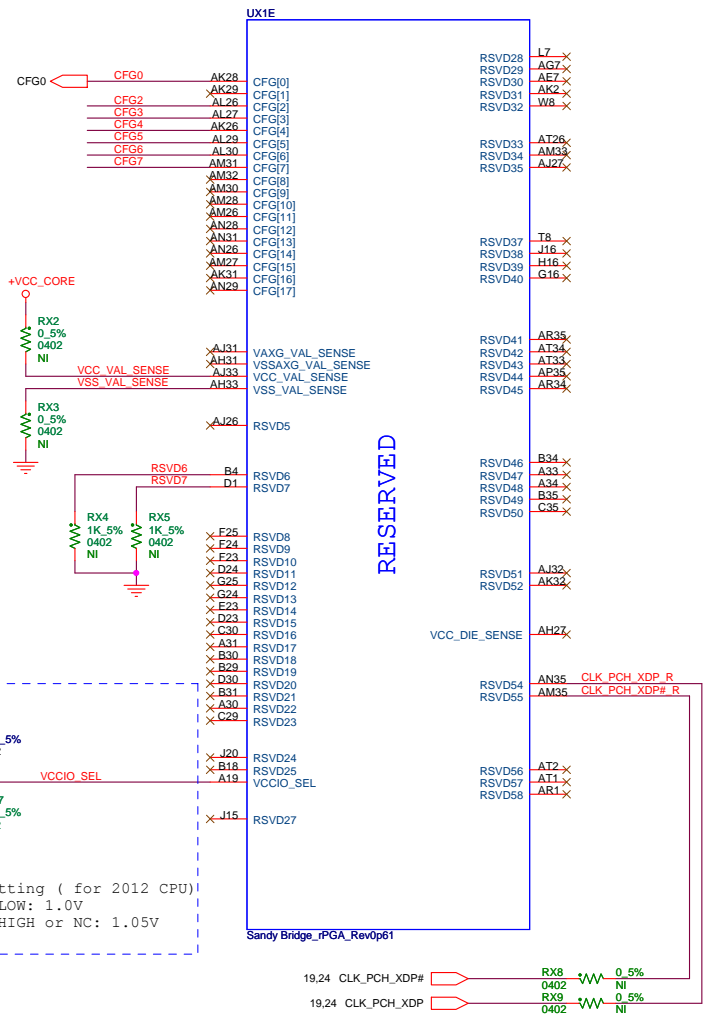 UX1E
CFG0
CFG0 AK28 CFG[0]
AK29 CFG[1]
CFG2 AL26 CFG[2]
CFG3 AL27 CFG[3]
CFG4 AK26 CFG[4]
CFG5 AL29 CFG[5]
CFG6 AL30 CFG[6]
CFG7 AM31 CFG[7]
AM32 CFG[8]
AM30 CFG[9]
AM28 CFG[10]
AM26 CFG[11]
AN28 CFG[12]
AN31 CFG[13]
AN26 CFG[14]
AM27 CFG[15]
AK31 CFG[16]
AN29 CFG[17]
+VCC_CORE
RX2
0_5%
0402
NI
AJ31 VAXG_VAL_SENSE
AH31 VSSAXG_VAL_SENSE
VCC_VAL_SENSE AJ33 VCC_VAL_SENSE
VSS_VAL_SENSE AH33 VSS_VAL_SENSE
RX3
0_5%
0402
NI
AJ26 RSVD5
RSVD6 B4 RSVD6
RSVD7 D1 RSVD7
RX4
1K_5%
0402
NI
RX5
1K_5%
0402
NI
F25 RSVD8
F24 RSVD9
F23 RSVD10
D24 RSVD11
G25 RSVD12
G24 RSVD13
E23 RSVD14
D23 RSVD15
C30 RSVD16
A31 RSVD17
B30 RSVD18
B29 RSVD19
D30 RSVD20
B31 RSVD21
A30 RSVD22
C29 RSVD23
J20 RSVD24
B18 RSVD25
VCCIO_SEL A19 VCCIO_SEL
J15 RSVD27
_5%
7
_5%
tting ( for 2012 CPU)
LOW: 1.0V
HIGH or NC: 1.05V
RESERVED
RSVD28 L7
RSVD29 AG7
RSVD30 AE7
RSVD31 AK2
RSVD32 W8
RSVD33 AT26
RSVD34 AM33
RSVD35 AJ27
RSVD37 T8
RSVD38 J16
RSVD39 H16
RSVD40 G16
RSVD41 AR35
RSVD42 AT34
RSVD43 AT33
RSVD44 AP35
RSVD45 AR34
RSVD46 B34
RSVD47 A33
RSVD48 A34
RSVD49 B35
RSVD50 C35
RSVD51 AJ32
RSVD52 AK32
VCC_DIE_SENSE AH27
RSVD54 AN35 CLK_PCH_XDP_R
RSVD55 AM35 CLK_PCH_XDP#_R
RSVD56 AT2
RSVD57 AT1
RSVD58 AR1
Sandy Bridge_rPGA_Rev0p61
19,24 CLK_PCH_XDP# RX8 0_5%
0402 NI
19,24 CLK_PCH_XDP RX9 0_5%
0402 NI